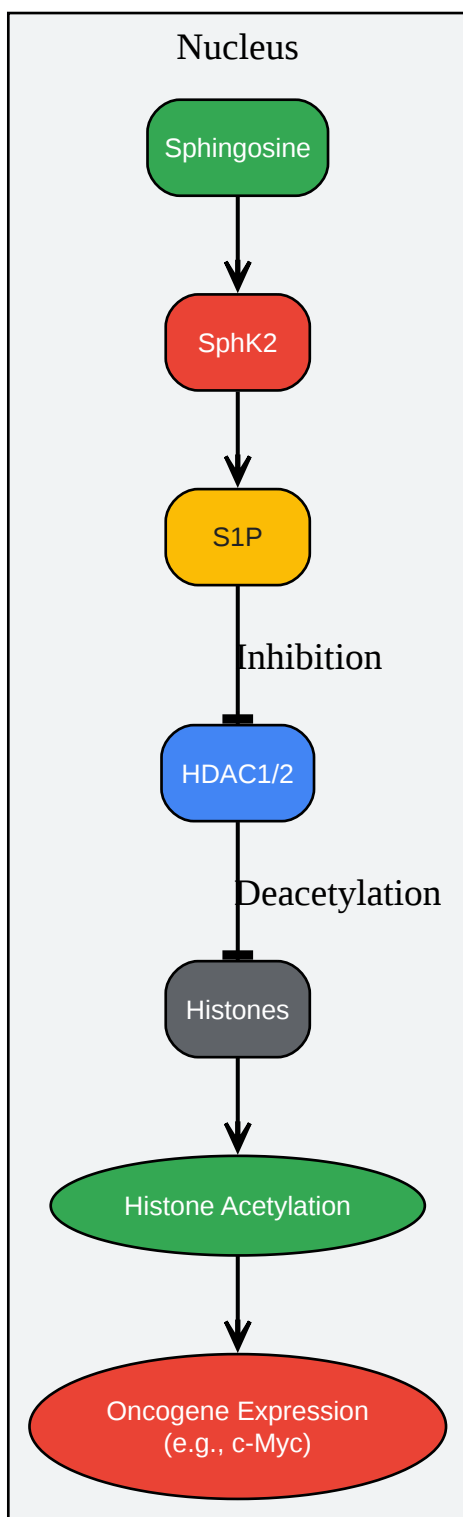 Nucleus
Sphingosine
SphK2
S1P
Inhibition
HDAC1/2
Deacetylation
Histones
Histone Acetylation
Oncogene Expression
(e.g., c-Myc)